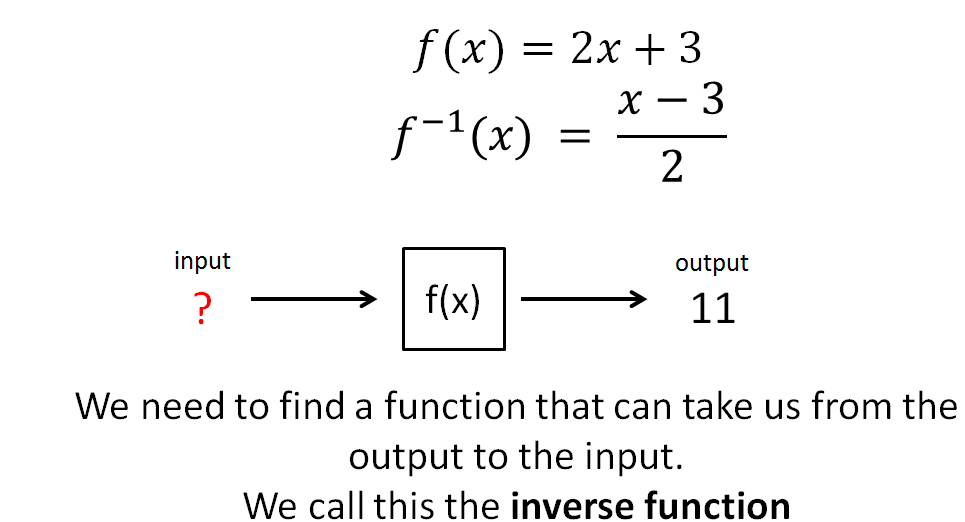 f(x) = 2x + 3
f⁻¹(x) = (x − 3)/2
input
output
?
f(x)
11
We need to find a function that can take us from the
output to the input.
We call this the inverse function